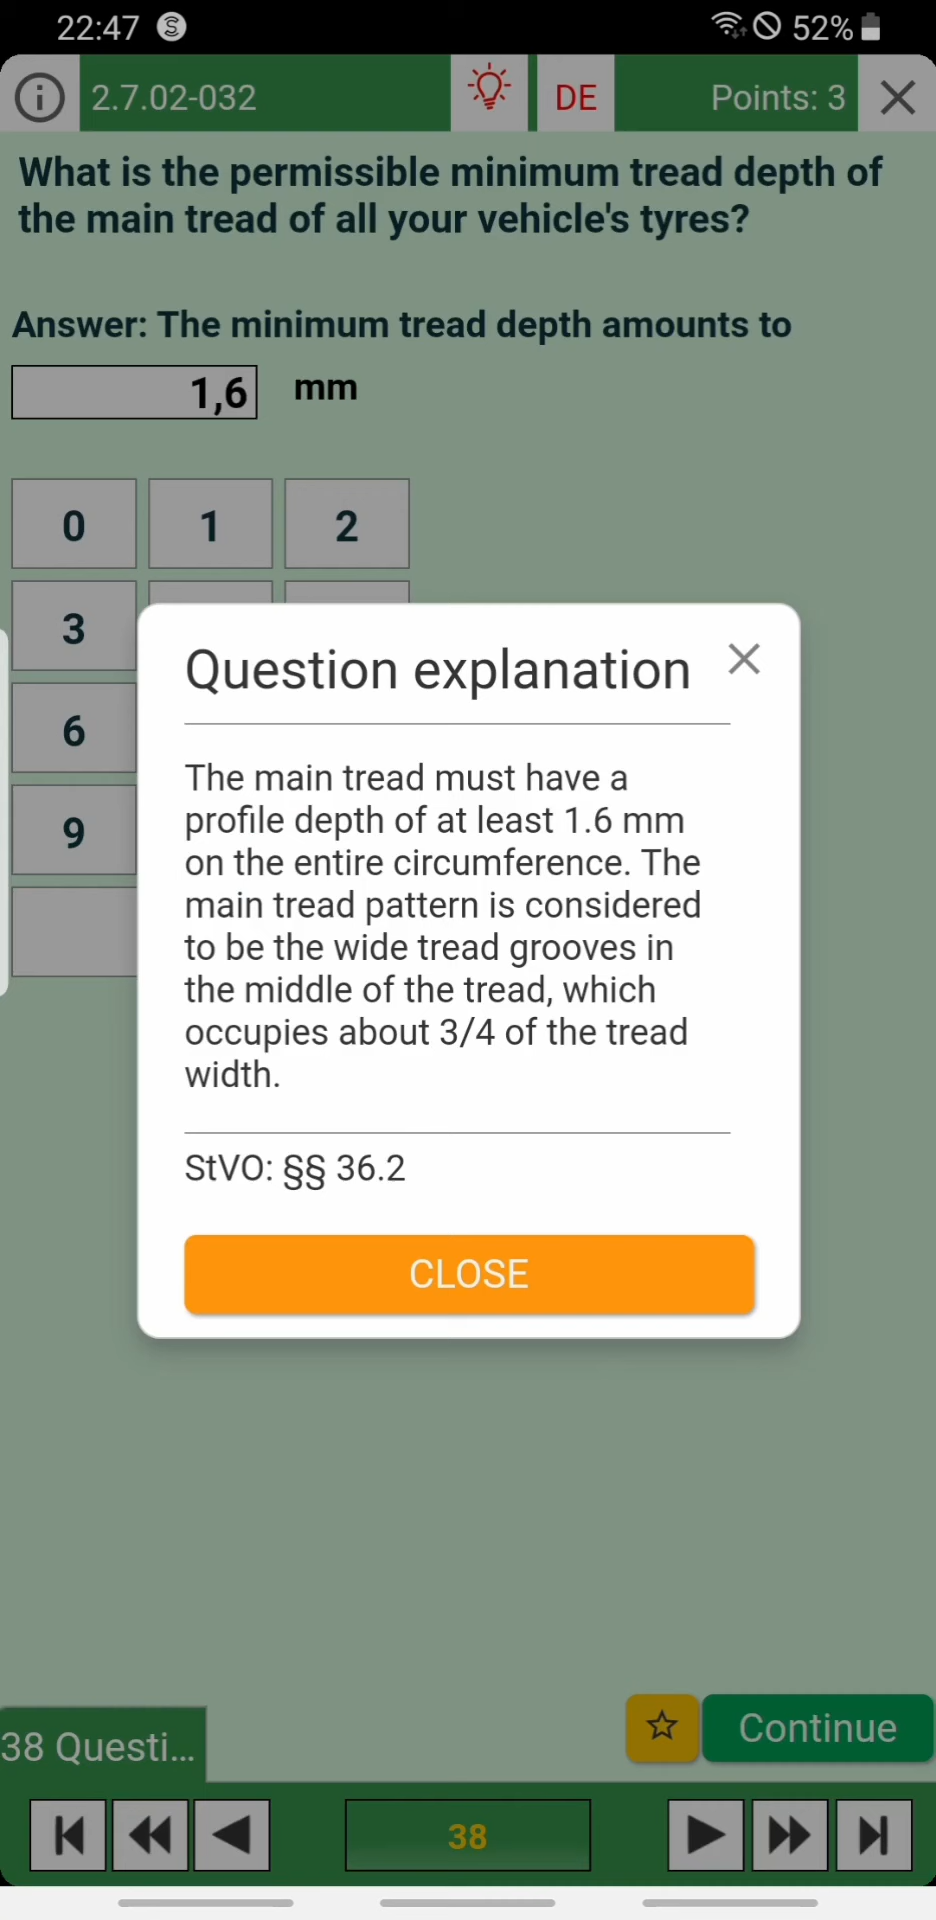 22:47
52%
2.7.02-032 DE Points: 3
What is the permissible minimum tread depth of
the main tread of all your vehicle's tyres?
Answer: The minimum tread depth amounts to
1,6 mm
0 1 2
3
6
9
Question explanation
The main tread must have a
profile depth of at least 1.6 mm
on the entire circumference. The
main tread pattern is considered
to be the wide tread grooves in
the middle of the tread, which
occupies about 3/4 of the tread
width.
StVO: §§ 36.2
CLOSE
38 Questi...
Continue
38